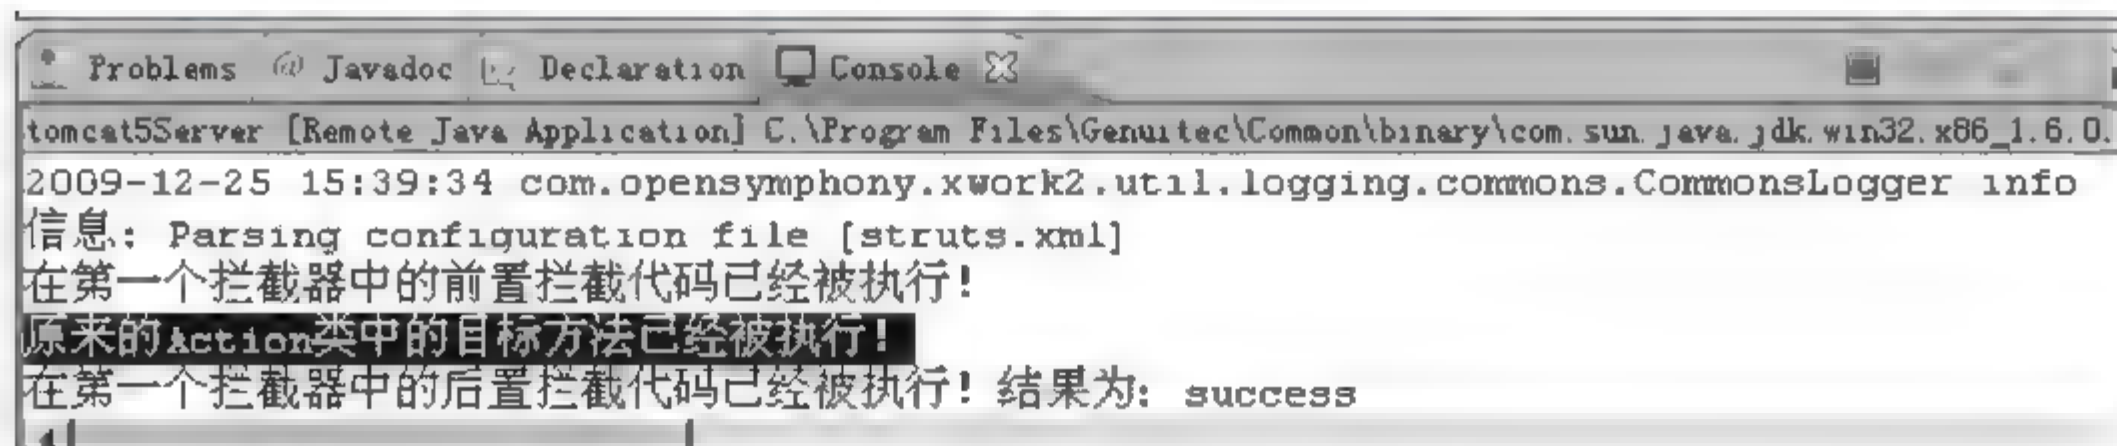 Problems @ Javadoc Declaration Console
tomcat5Server [Remote Java Application] C:\Program Files\Genuitec\Common\binary\com.sun.java.jdk.win32.x86_1.6.0.
2009-12-25 15:39:34 com.opensymphony.xwork2.util.logging.commons.CommonsLogger info
信息: Parsing configuration file [struts.xml]
在第一个拦截器中的前置拦截代码已经被执行!
原来的Action类中的目标方法已经被执行!
在第一个拦截器中的后置拦截代码已经被执行! 结果为: success